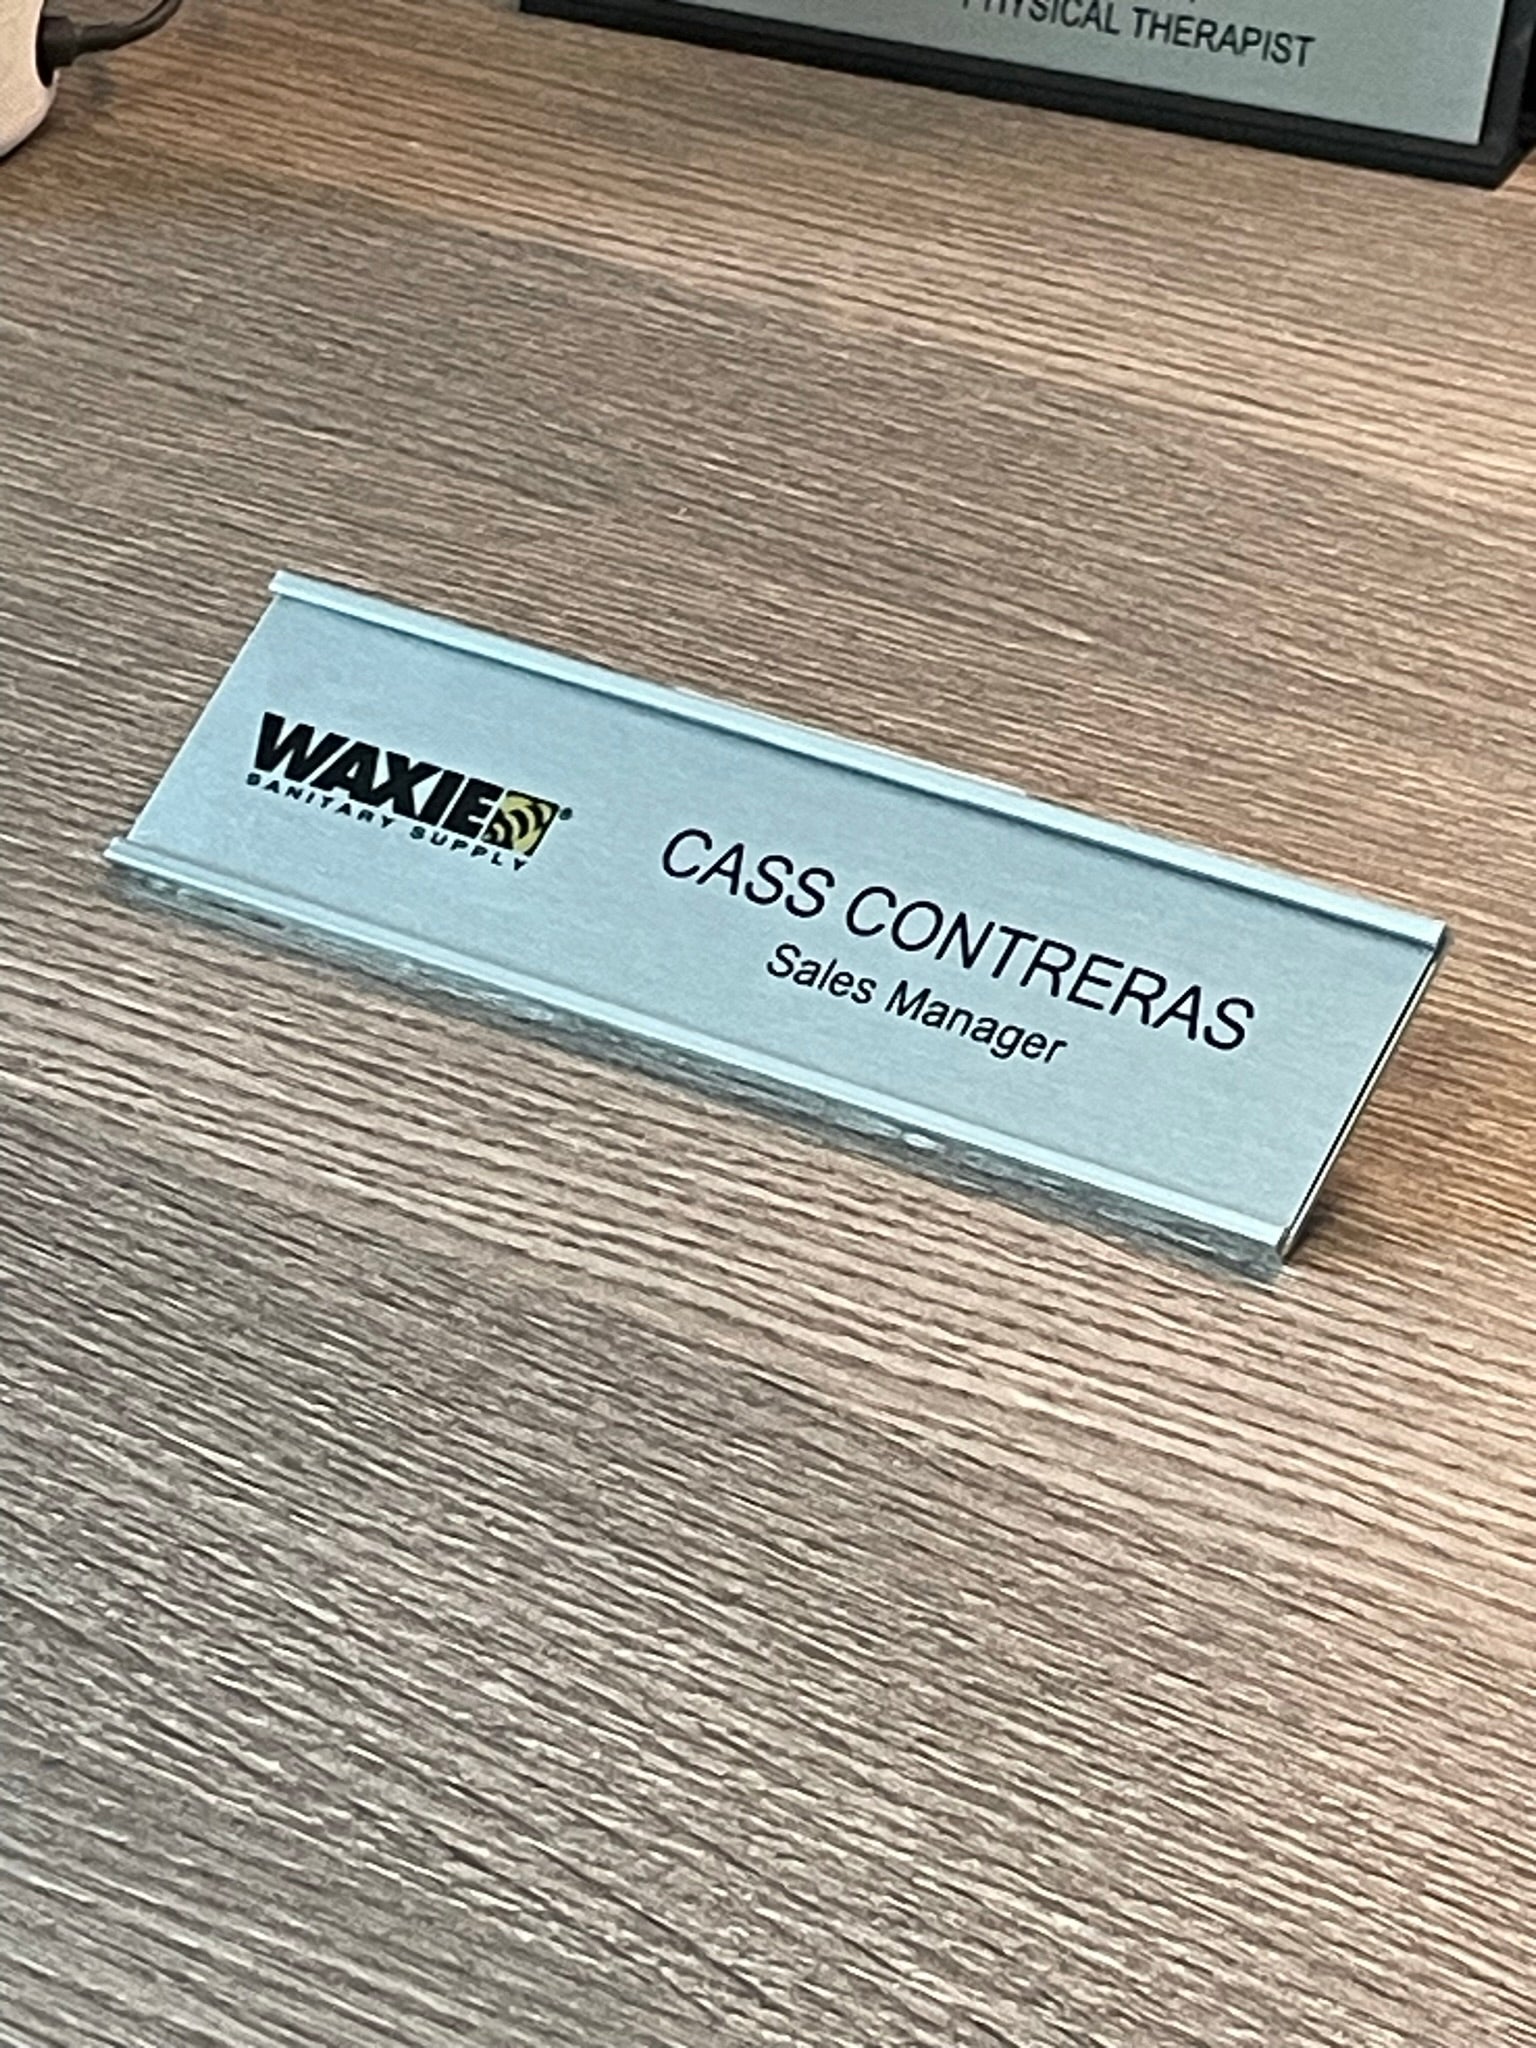 PHYSICAL THERAPIST
WAXIE®
SANITARY SUPPLY
CASS CONTRERAS
Sales Manager